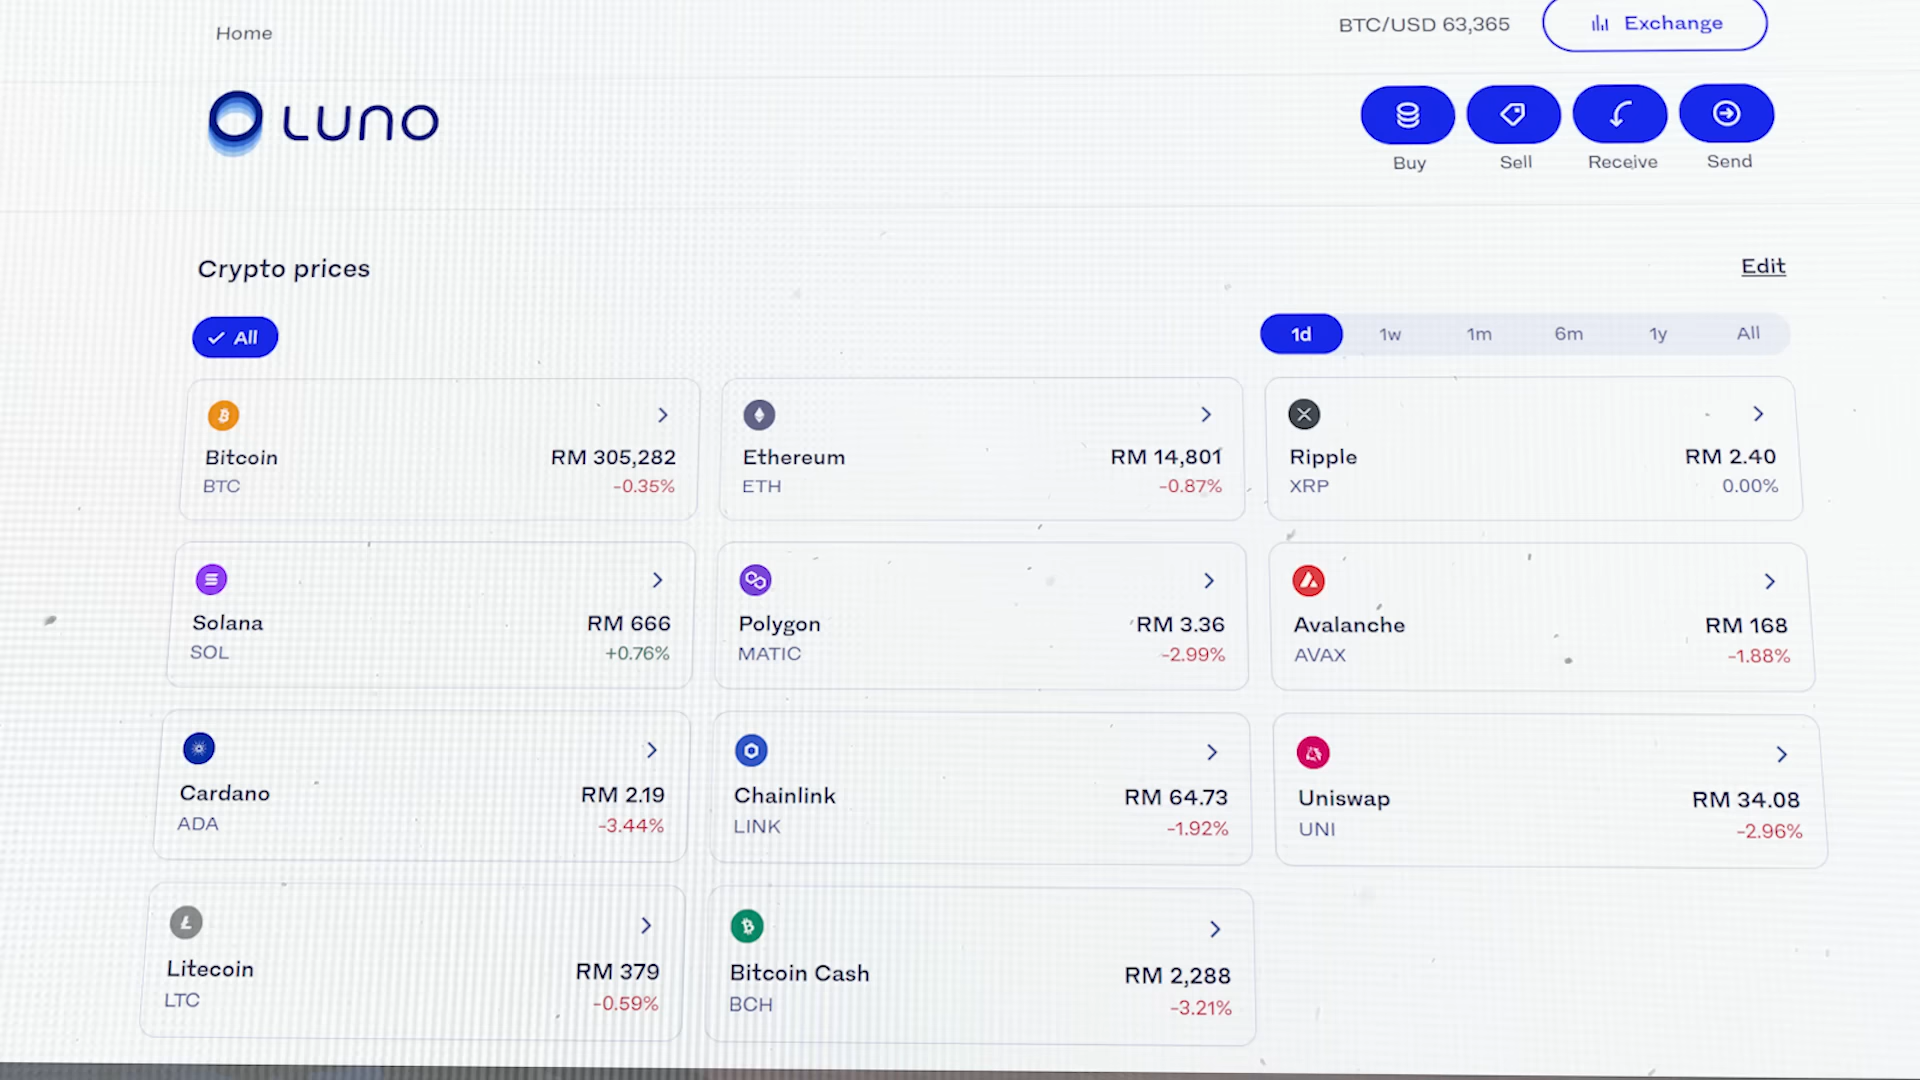 Home
BTC/USD 63,365
Exchange
LUNO
Buy
Sell
Receive
Send
Crypto prices
Edit
All
1d
1w
1m
6m
1y
All
Bitcoin
RM 305,282
BTC
-0.35%
Ethereum
RM 14,801
ETH
-0.87%
Ripple
RM 2.40
XRP
0.00%
Solana
RM 666
SOL
+0.76%
Polygon
RM 3.36
MATIC
-2.99%
Avalanche
RM 168
AVAX
-1.88%
Cardano
RM 2.19
ADA
-3.44%
Chainlink
RM 64.73
LINK
-1.92%
Uniswap
RM 34.08
UNI
-2.96%
Litecoin
RM 379
LTC
-0.59%
Bitcoin Cash
RM 2,288
BCH
-3.21%